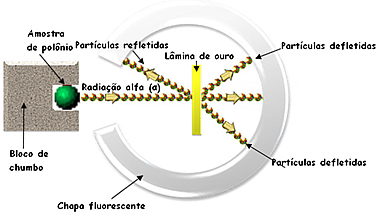 Amostra
de polônio
Partículas refletidas
Lâmina de ouro
Partículas defletidas
Radiação alfa (α)
Bloco de
chumbo
Partículas defletidas
Chapa fluorescente